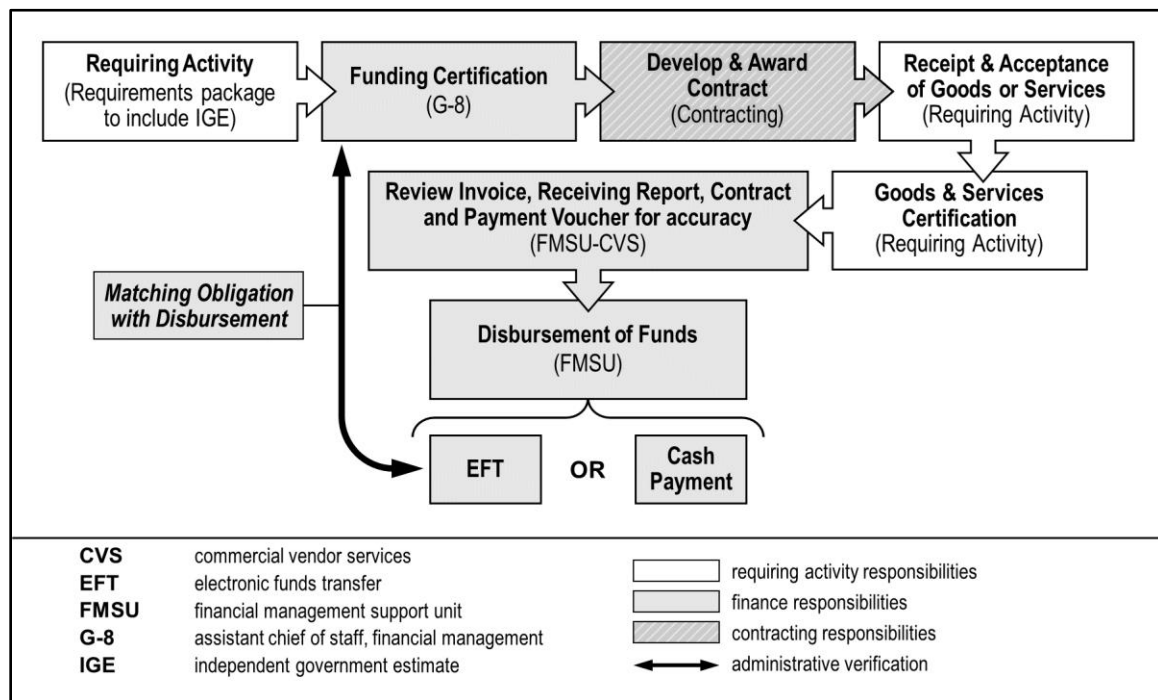 Requiring Activity
(Requirements package
to include IGE)
Funding Certification
(G-8)
Develop & Award
Contract
(Contracting)
Receipt & Acceptance
of Goods or Services
(Requiring Activity)
Review Invoice, Receiving Report, Contract
and Payment Voucher for accuracy
(FMSU-CVS)
Goods & Services
Certification
(Requiring Activity)
Matching Obligation
with Disbursement
Disbursement of Funds
(FMSU)
EFT
OR
Cash
Payment
CVS commercial vendor services
EFT electronic funds transfer
FMSU financial management support unit
G-8 assistant chief of staff, financial management
IGE independent government estimate
requiring activity responsibilities
finance responsibilities
contracting responsibilities
administrative verification